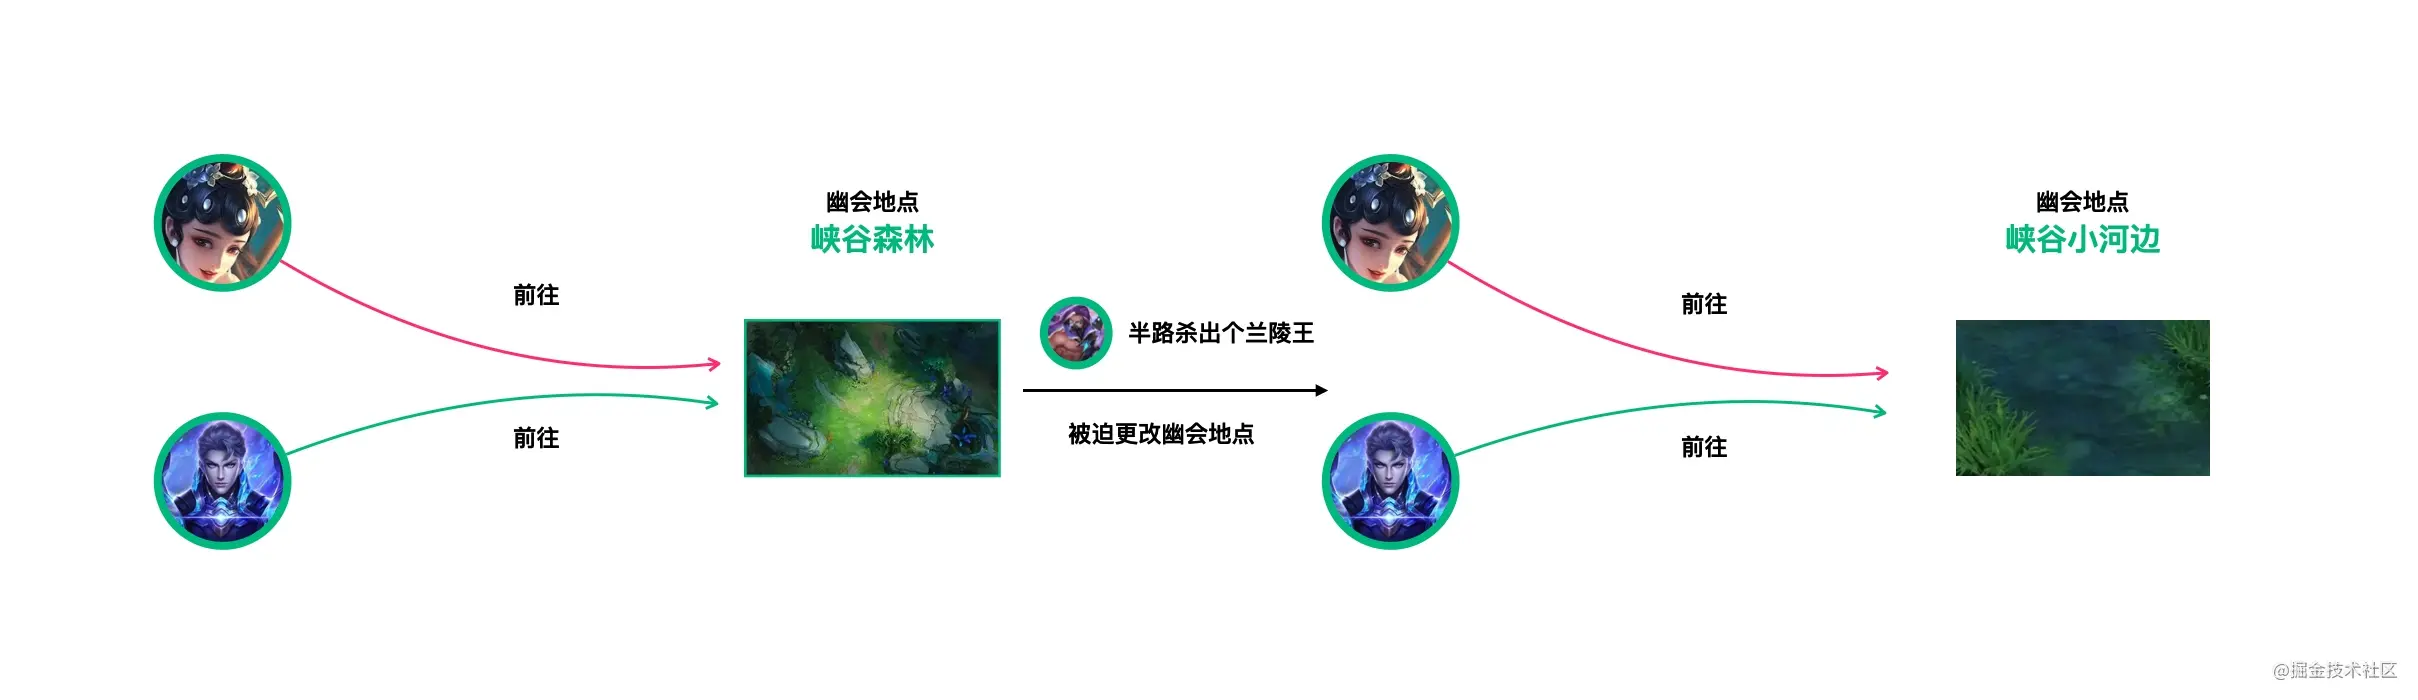 幽会地点
峡谷森林
前往
前往
半路杀出个兰陵王
被迫更改幽会地点
幽会地点
峡谷小河边
前往
前往
@掘金技术社区